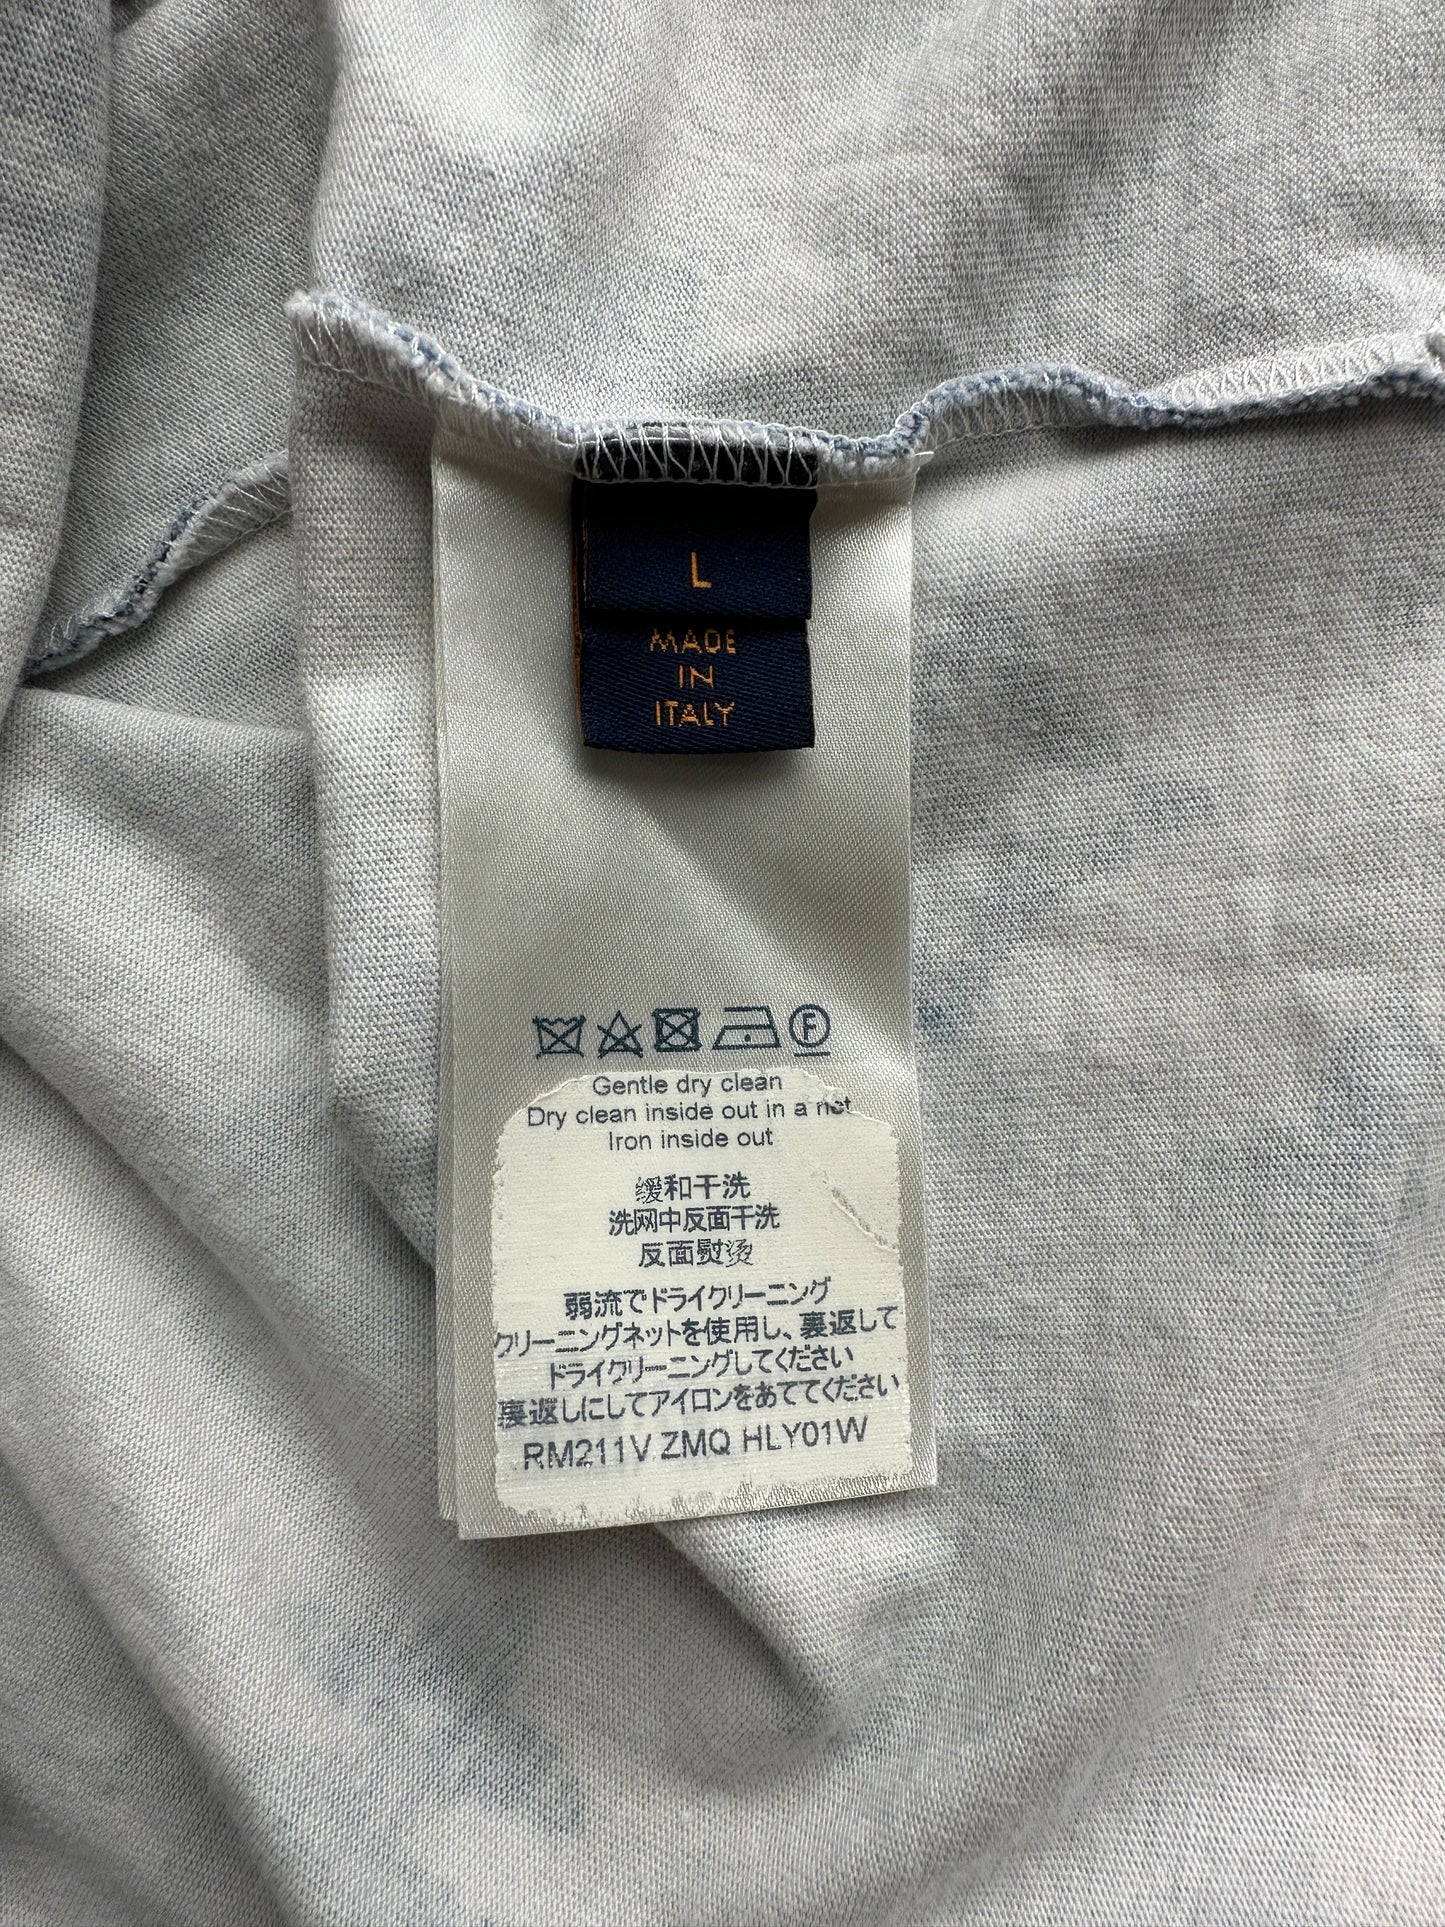 L
MADE
IN
ITALY
F
Gentle dry clean
Dry clean inside out in a net
Iron inside out
缓和干洗
洗网中反面干洗
反面熨烫
弱流でドライクリーニング
クリーニングネットを使用し、裏返して
ドライクリーニングしてください
裏返しにしてアイロンをあててください
RM211V ZMQ HLY01W